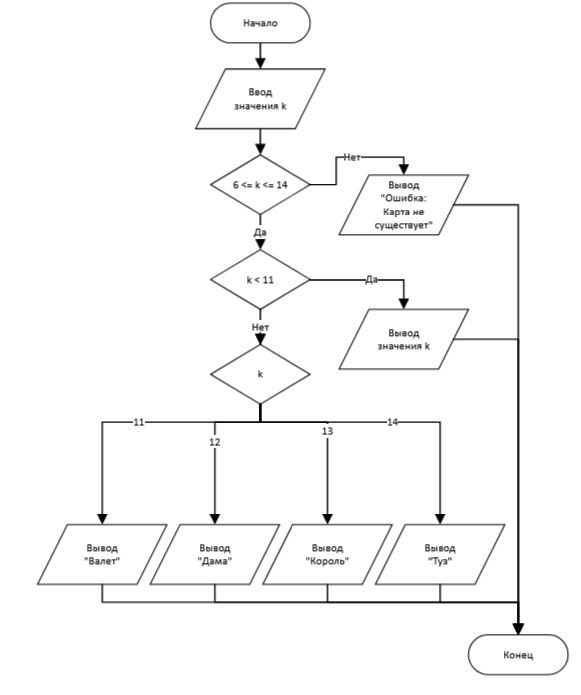 Начало
Ввод
значения k
6 <= k <= 14
Нет
Вывод
"Ошибка:
Карта не
существует"
Да
k < 11
Да
Вывод
значения k
Нет
k
11
12
13
14
Вывод
"Валет"
Вывод
"Дама"
Вывод
"Король"
Вывод
"Туз"
Конец